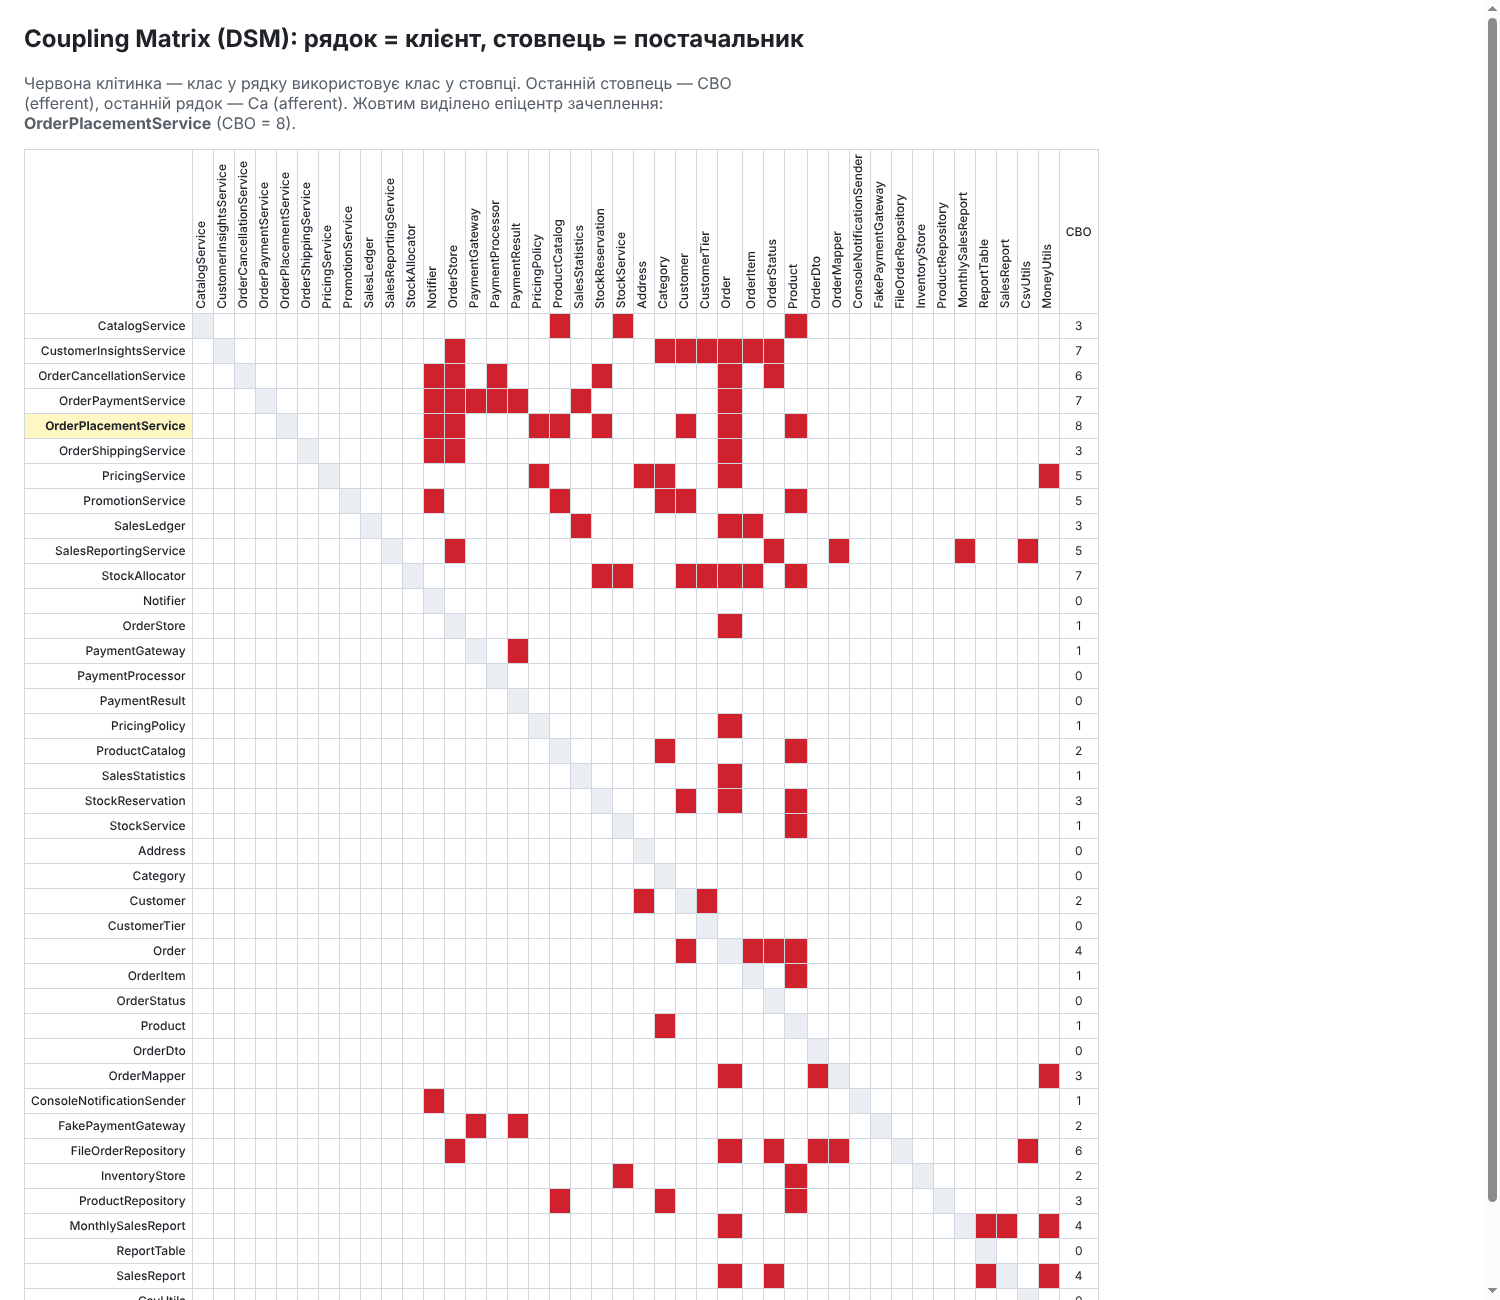 Coupling Matrix (DSM): рядок = клієнт, стовпець = постачальник
Червона клітинка — клас у рядку використовує клас у стовпці. Останній стовпець — CBO
(efferent), останній рядок — Ca (afferent). Жовтим виділено епіцентр зачеплення:
OrderPlacementService (CBO = 8).
CatalogService
CustomerInsightsService
OrderCancellationService
OrderPaymentService
OrderPlacementService
OrderShippingService
PricingService
PromotionService
SalesLedger
SalesReportingService
StockAllocator
Notifier
OrderStore
PaymentGateway
PaymentProcessor
PaymentResult
PricingPolicy
ProductCatalog
SalesStatistics
StockReservation
StockService
Address
Category
Customer
CustomerTier
Order
OrderItem
OrderStatus
Product
OrderDto
OrderMapper
ConsoleNotificationSender
FakePaymentGateway
FileOrderRepository
InventoryStore
ProductRepository
MonthlySalesReport
ReportTable
SalesReport
CsvUtils
MoneyUtils
CBO
CatalogService 3
CustomerInsightsService 7
OrderCancellationService 6
OrderPaymentService 7
OrderPlacementService 8
OrderShippingService 3
PricingService 5
PromotionService 5
SalesLedger 3
SalesReportingService 5
StockAllocator 7
Notifier 0
OrderStore 1
PaymentGateway 1
PaymentProcessor 0
PaymentResult 0
PricingPolicy 1
ProductCatalog 2
SalesStatistics 1
StockReservation 3
StockService 1
Address 0
Category 0
Customer 2
CustomerTier 0
Order 4
OrderItem 1
OrderStatus 0
Product 1
OrderDto 0
OrderMapper 3
ConsoleNotificationSender 1
FakePaymentGateway 2
FileOrderRepository 6
InventoryStore 2
ProductRepository 3
MonthlySalesReport 4
ReportTable 0
SalesReport 4